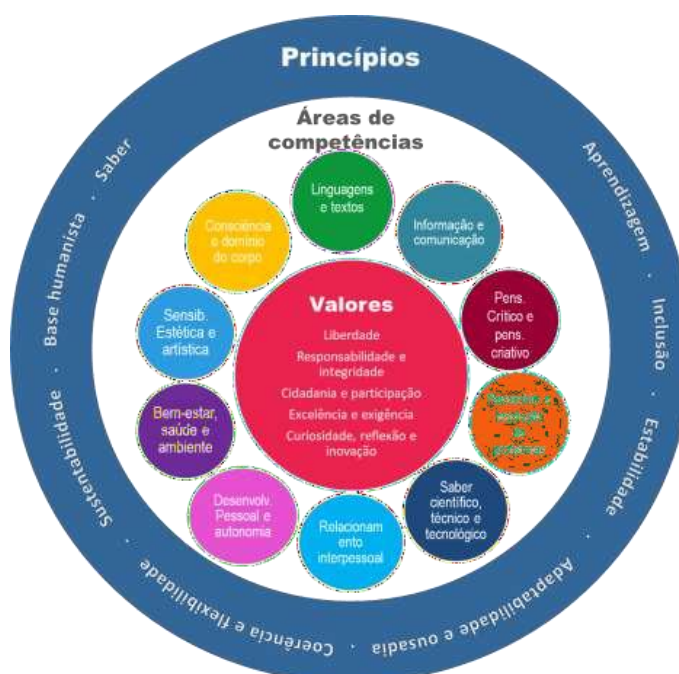 Princípios
Áreas de
competências
Linguagens
e textos
Informação e
comunicação
Pens.
Crítico e
pens.
criativo
Saber
científico,
técnico e
tecnológico
Relacionam
ento
interpessoal
Desenvolv.
Pessoal e
autonomia
Bem-estar,
saúde e
ambiente
Sensib.
Estética e
artística
Consciência
e domínio
do corpo
Valores
Liberdade
Responsabilidade e
integridade
Cidadania e participação
Excelência e exigência
Curiosidade, reflexão e
inovação
Aprendizagem · Inclusão · Estabilidade · Adaptabilidade e ousadia · Coerência e flexibilidade · Sustentabilidade · Base humanista · Saber